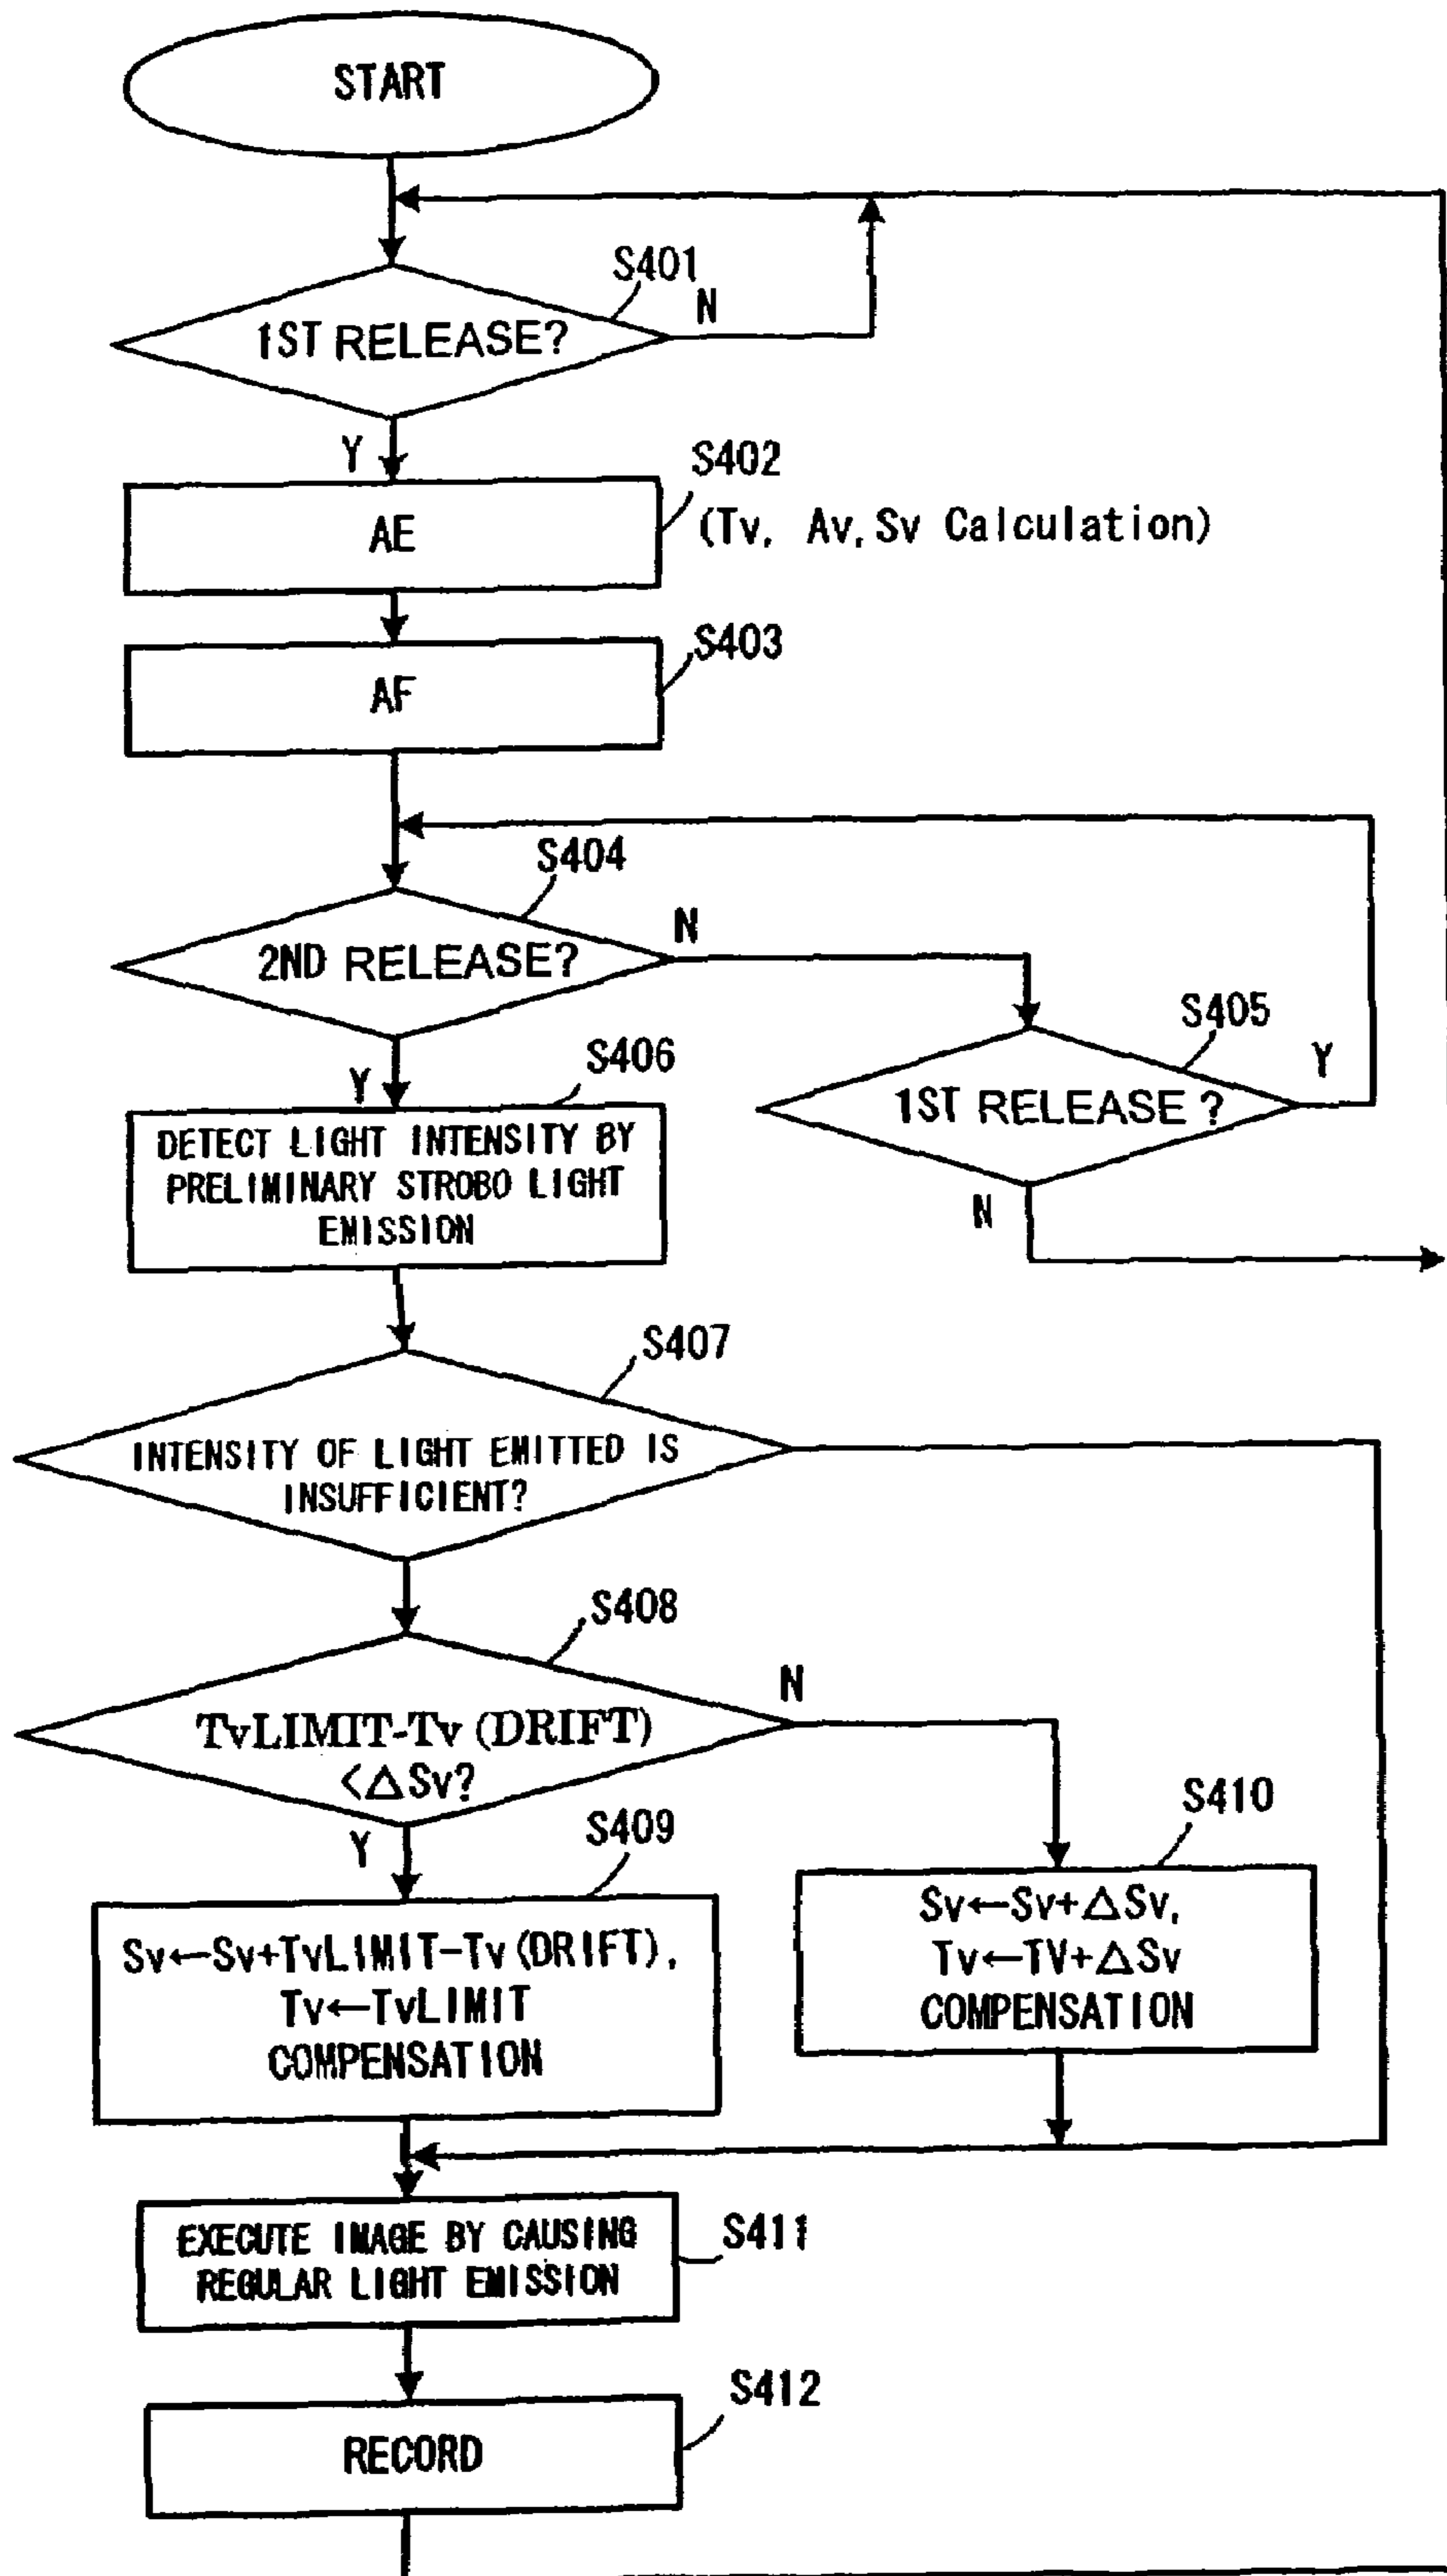 START
S401
1ST RELEASE?
N
Y
S402
AE
(Tv, Av, Sv Calculation)
S403
AF
S404
2ND RELEASE?
N
S405
1ST RELEASE ?
Y
N
Y
S406
DETECT LIGHT INTENSITY BY
PRELIMINARY STROBO LIGHT
EMISSION
S407
INTENSITY OF LIGHT EMITTED IS
INSUFFICIENT?
S408
TvLIMIT-Tv (DRIFT)
<△Sv?
N
Y
S409
Sv←Sv+TvLIMIT-Tv (DRIFT),
Tv←TvLIMIT
COMPENSATION
S410
Sv←Sv+△Sv,
Tv←TV+△Sv
COMPENSATION
S411
EXECUTE IMAGE BY CAUSING
REGULAR LIGHT EMISSION
S412
RECORD